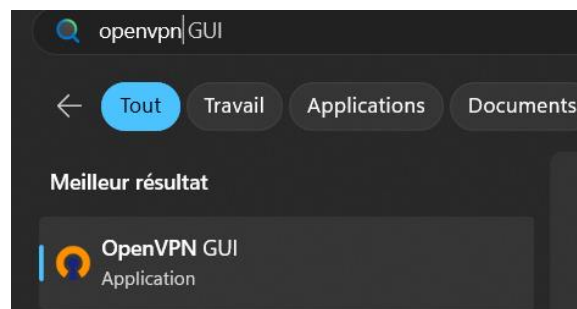 openvpn GUI
Tout Travail Applications Documents
Meilleur résultat
OpenVPN GUI
Application